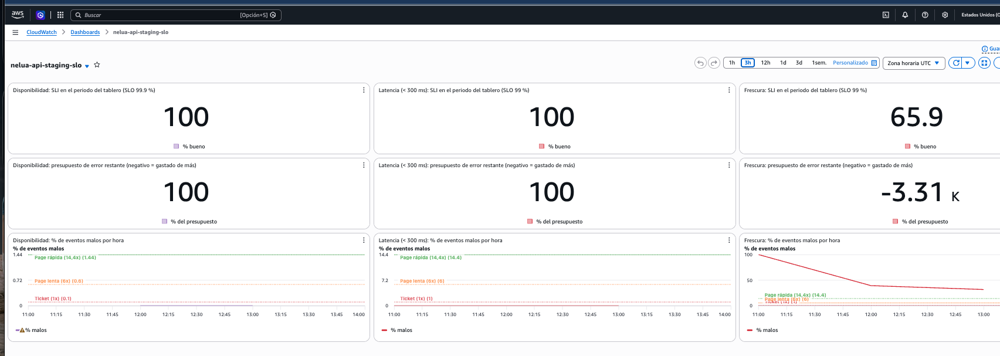 aws
Buscar
[Opción+S]
Estados Unidos (O
CloudWatch
Dashboards
nelua-api-staging-slo
Gua
nelua-api-staging-slo
1h
3h
12h
1d
3d
1sem.
Personalizado
Zona horaria UTC
Disponibilidad: SLI en el periodo del tablero (SLO 99.9 %)
100
% bueno
Latencia (< 300 ms): SLI en el periodo del tablero (SLO 99 %)
100
% bueno
Frescura: SLI en el periodo del tablero (SLO 99 %)
65.9
% bueno
Disponibilidad: presupuesto de error restante (negativo = gastado de más)
100
% del presupuesto
Latencia (< 300 ms): presupuesto de error restante (negativo = gastado de más)
100
% del presupuesto
Frescura: presupuesto de error restante (negativo = gastado de más)
-3.31 K
% del presupuesto
Disponibilidad: % de eventos malos por hora
% de eventos malos
1.44
Page rápida (14,4x) (1.44)
0.72
Page lenta (6x) (0.6)
Ticket (1x) (0.1)
0
11:00 11:15 11:30 11:45 12:00 12:15 12:30 12:45 13:00 13:15 13:30 13:45 14:00
% malos
Latencia (< 300 ms): % de eventos malos por hora
% de eventos malos
14.4
Page rápida (14,4x) (14.4)
7.2
Page lenta (6x) (6)
Ticket (1x) (1)
0
11:00 11:15 11:30 11:45 12:00 12:15 12:30 12:45 13:00 13:15 13:30 13:45 14:00
% malos
Frescura: % de eventos malos por hora
% de eventos malos
100
50
Page rápida (14,4x) (14.4)
Page lenta (6x) (6)
Ticket (1x) (1)
0
11:00 11:15 11:30 11:45 12:00 12:15 12:30 12:45 13:00
% malos